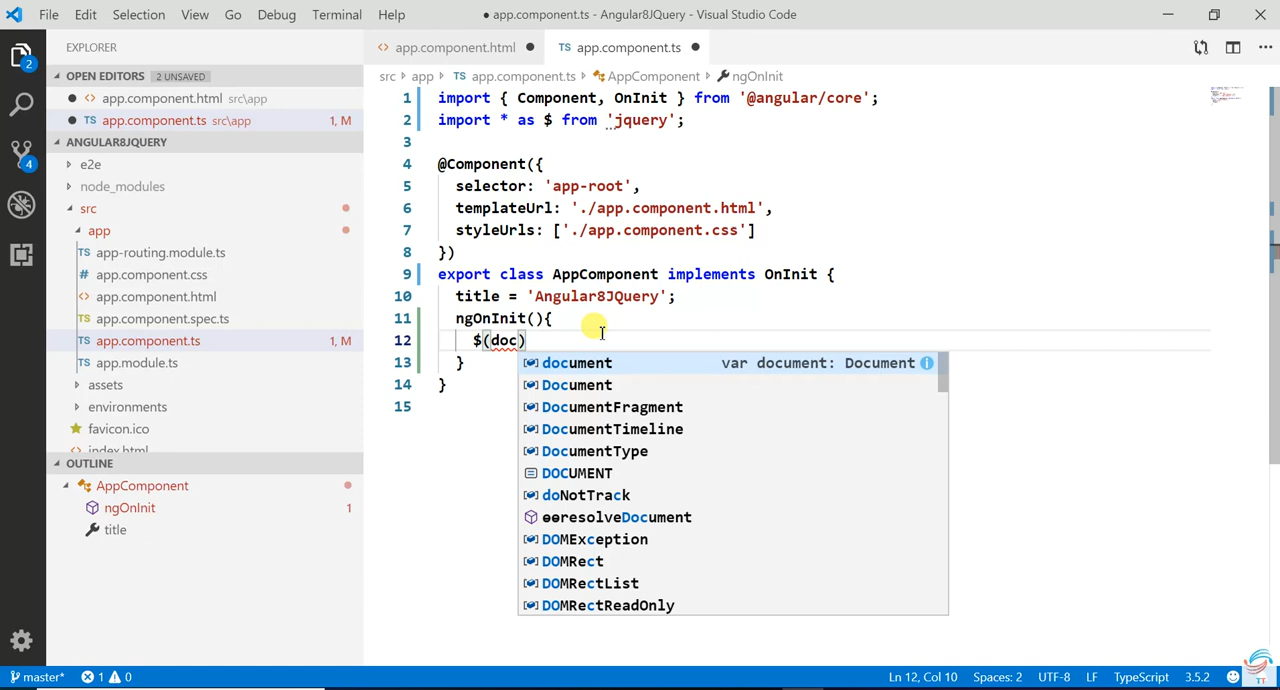 File Edit Selection View Go Debug Terminal Help ● app.component.ts - Angular8JQuery - Visual Studio Code
EXPLORER
OPEN EDITORS 2 UNSAVED
app.component.html src\app
TS app.component.ts src\app 1, M
ANGULAR8JQUERY
e2e
node_modules
src
app
TS app-routing.module.ts
# app.component.css
<> app.component.html
TS app.component.spec.ts
TS app.component.ts 1, M
TS app.module.ts
assets
environments
favicon.ico
index.html
OUTLINE
AppComponent
ngOnInit 1
title
2
4
<> app.component.html ● TS app.component.ts ●
src app TS app.component.ts AppComponent ngOnInit
1 import { Component, OnInit } from '@angular/core';
2 import * as $ from 'jquery';
3
4 @Component({
5 selector: 'app-root',
6 templateUrl: './app.component.html',
7 styleUrls: ['./app.component.css']
8 })
9 export class AppComponent implements OnInit {
10 title = 'Angular8JQuery';
11 ngOnInit(){
12 $(doc)
13 }
14 }
15
document var document: Document
Document
DocumentFragment
DocumentTimeline
DocumentType
DOCUMENT
doNotTrack
ɵɵresolveDocument
DOMException
DOMRect
DOMRectList
DOMRectReadOnly
master* 1 0 Ln 12, Col 10 Spaces: 2 UTF-8 LF TypeScript 3.5.2
TT